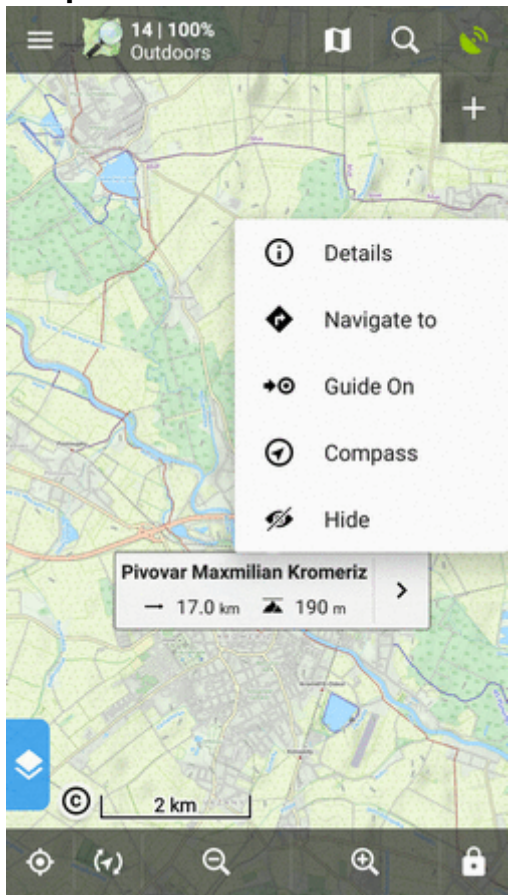 14 | 100%
Outdoors
Details
Navigate to
Guide On
Compass
Hide
Pivovar Maxmilian Kromeriz
17.0 km 190 m
2 km